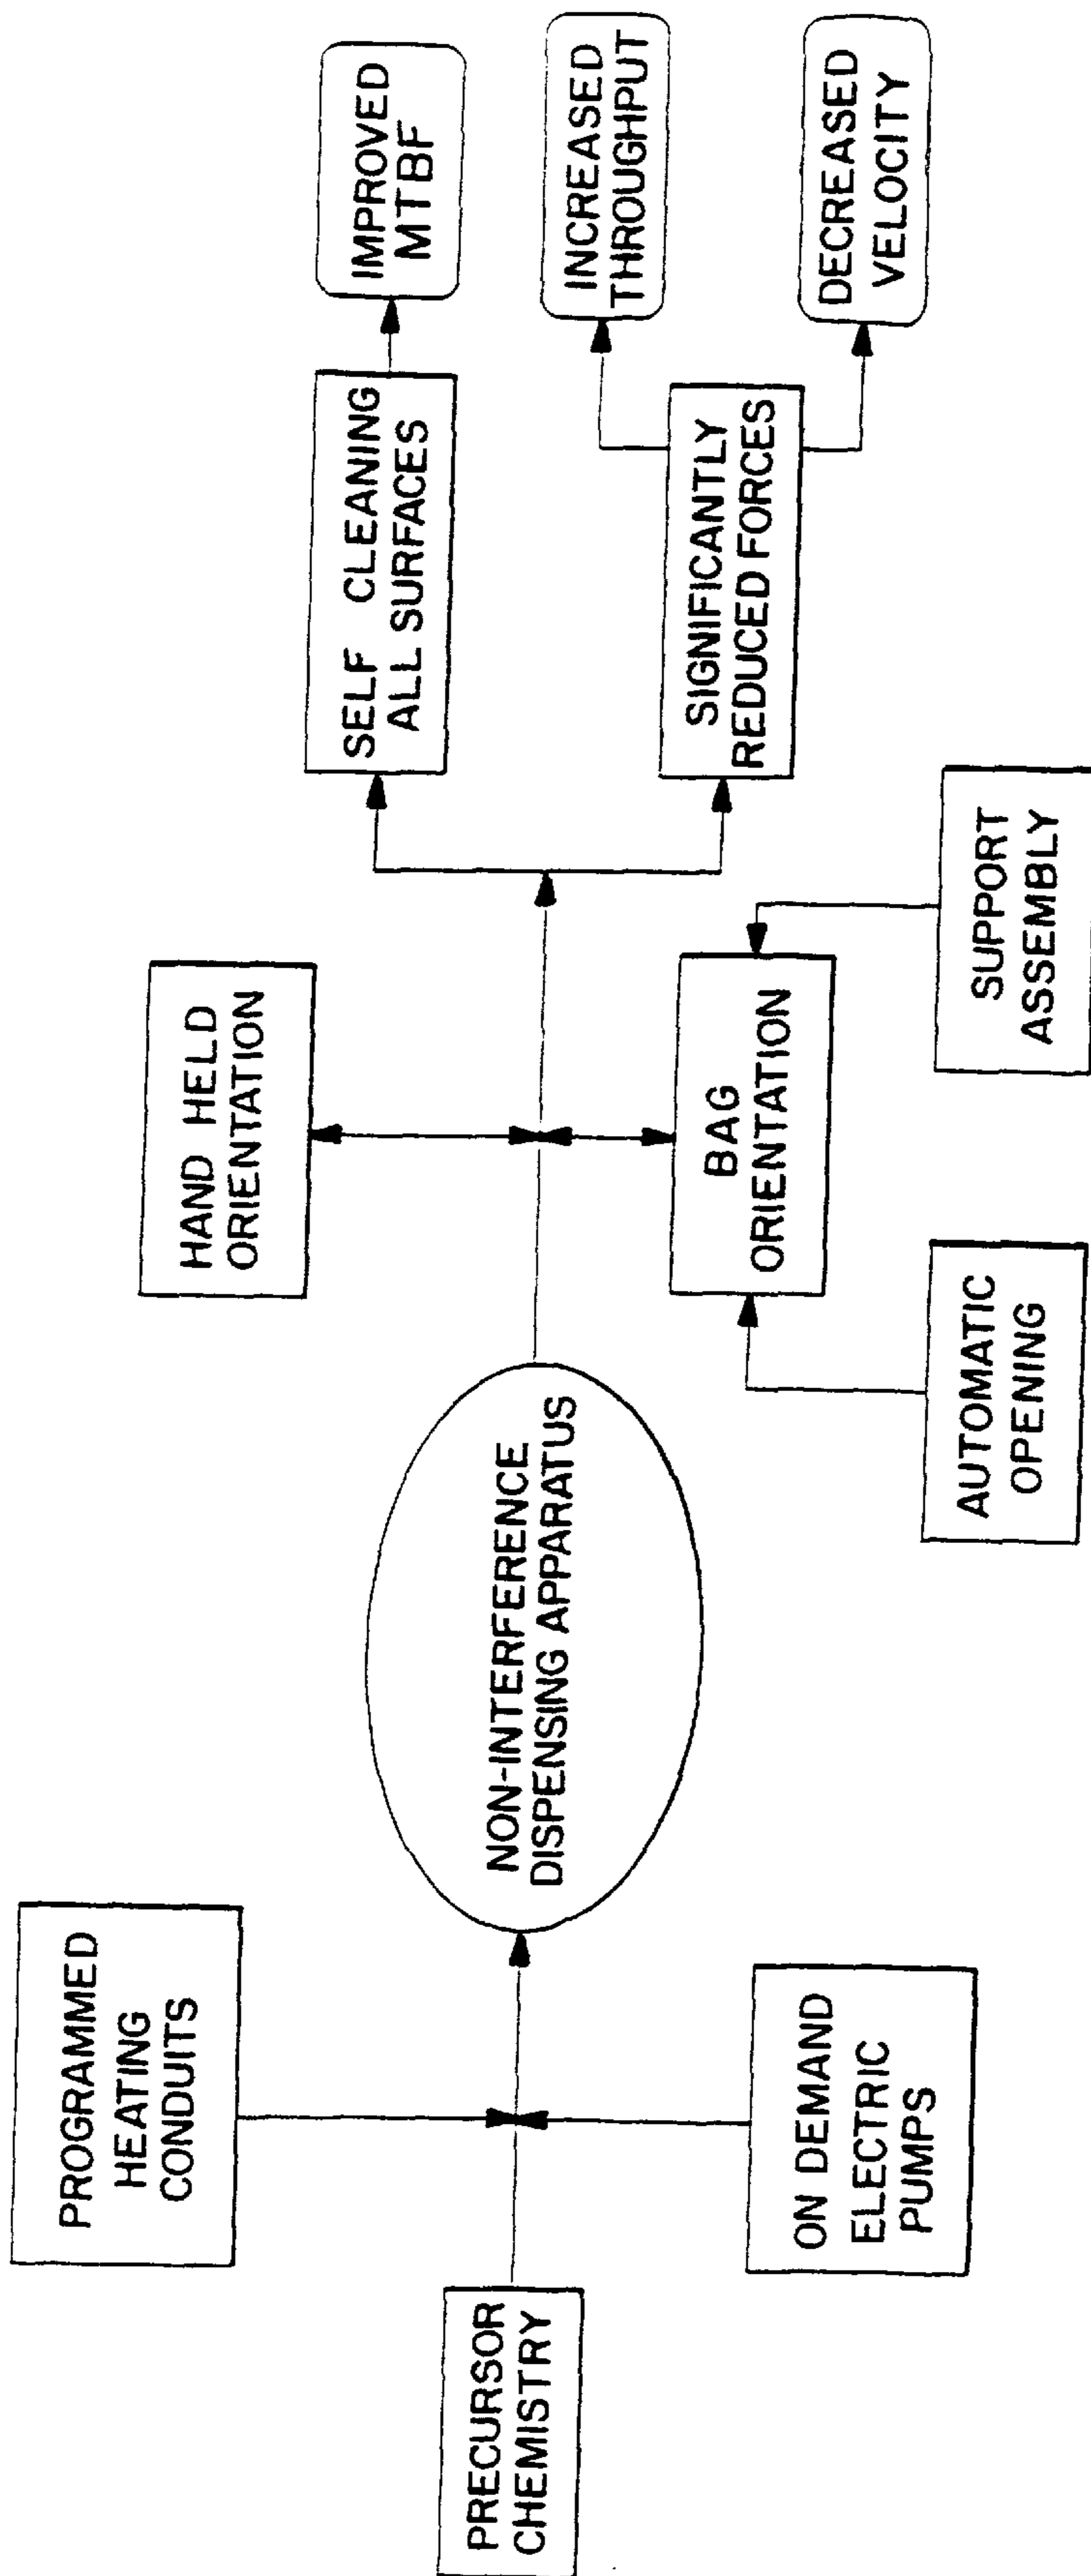 PROGRAMMED
HEATING
CONDUITS
PRECURSOR
CHEMISTRY
ON DEMAND
ELECTRIC
PUMPS
NON-INTERFERENCE
DISPENSING APPARATUS
HAND HELD
ORIENTATION
BAG
ORIENTATION
AUTOMATIC
OPENING
SUPPORT
ASSEMBLY
SELF CLEANING
ALL SURFACES
SIGNIFICANTLY
REDUCED FORCES
IMPROVED
MTBF
INCREASED
THROUGHPUT
DECREASED
VELOCITY